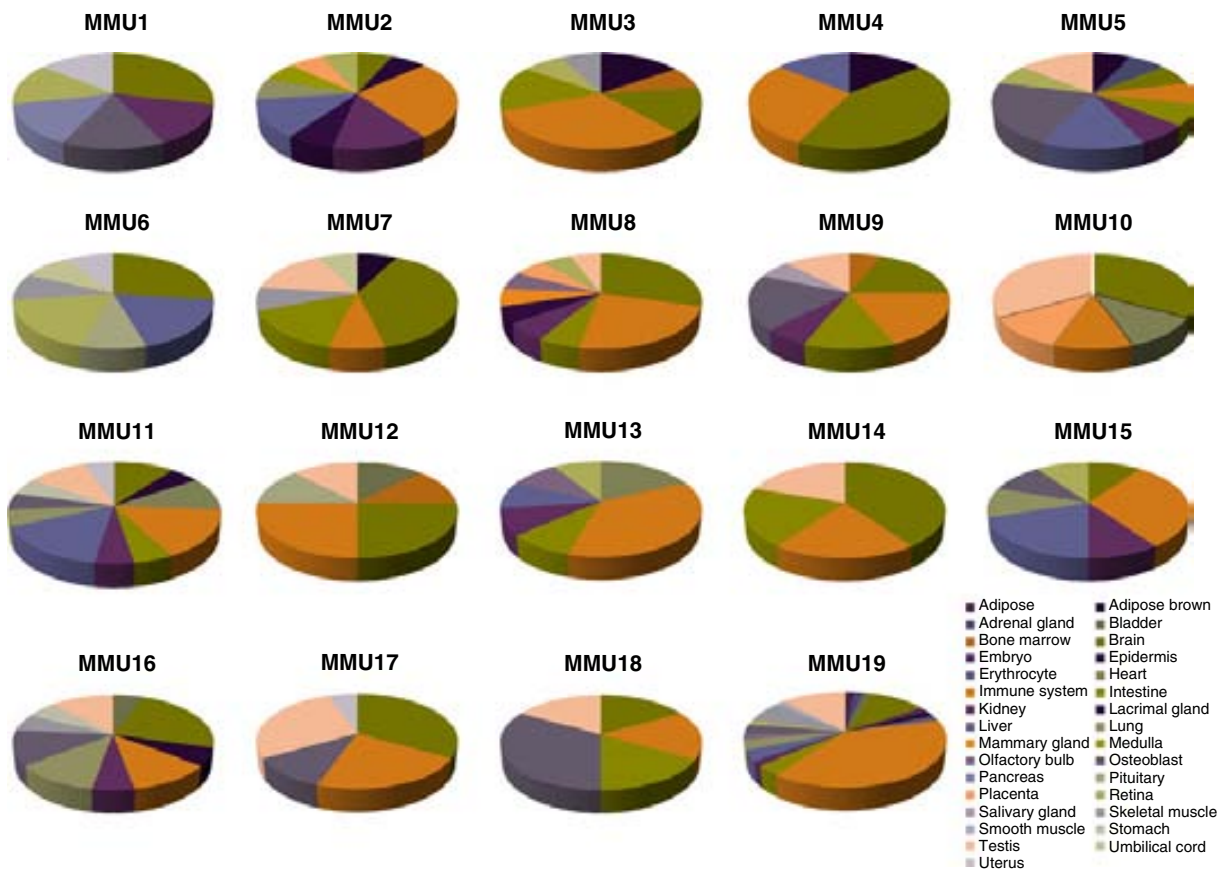 MMU1 MMU2 MMU3 MMU4 MMU5
MMU6 MMU7 MMU8 MMU9 MMU10
MMU11 MMU12 MMU13 MMU14 MMU15
MMU16 MMU17 MMU18 MMU19
Adipose Adipose brown
Adrenal gland Bladder
Bone marrow Brain
Embryo Epidermis
Erythrocyte Heart
Immune system Intestine
Kidney Lacrimal gland
Liver Lung
Mammary gland Medulla
Olfactory bulb Osteoblast
Pancreas Pituitary
Placenta Retina
Salivary gland Skeletal muscle
Smooth muscle Stomach
Testis Umbilical cord
Uterus